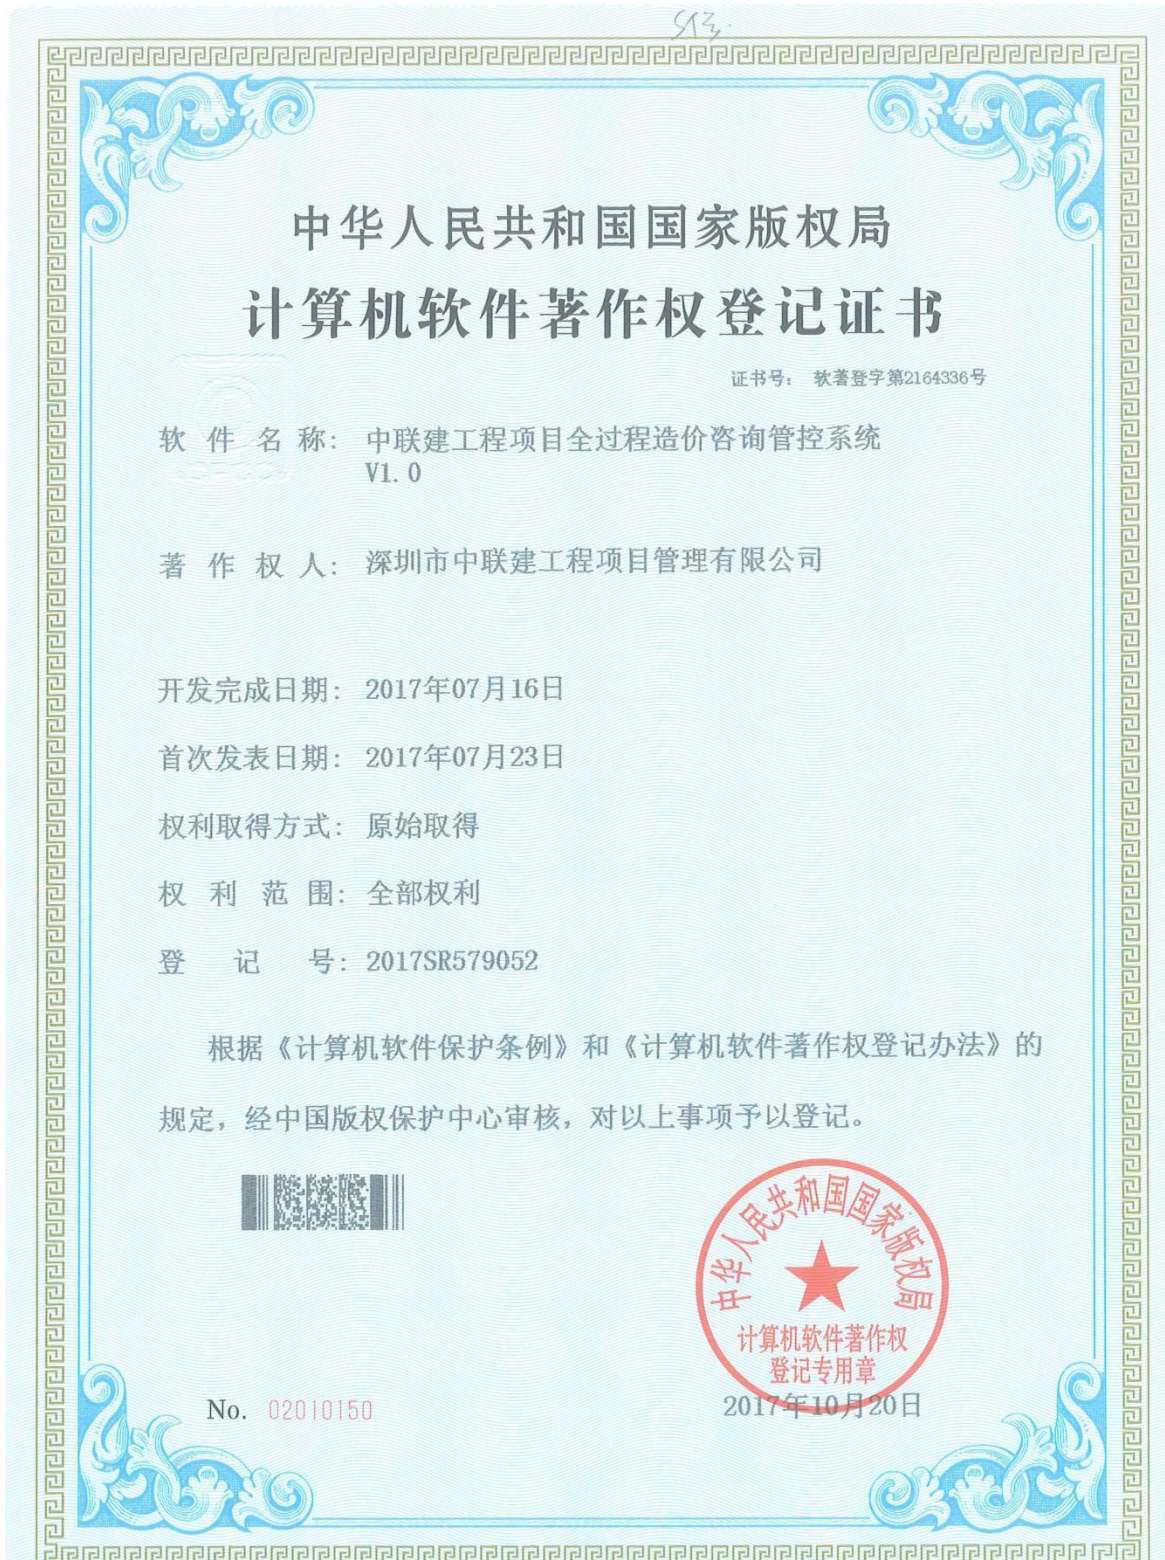 中华人民共和国国家版权局
计算机软件著作权登记证书
证书号： 软著登字第2164336号
软件名称： 中联建工程项目全过程造价咨询管控系统
V1.0
著作权人： 深圳市中联建工程项目管理有限公司
开发完成日期： 2017年07月16日
首次发表日期： 2017年07月23日
权利取得方式： 原始取得
权利范围： 全部权利
登记号： 2017SR579052
根据《计算机软件保护条例》和《计算机软件著作权登记办法》的
规定，经中国版权保护中心审核，对以上事项予以登记。
中华人民共和国国家版权局
计算机软件著作权
登记专用章
2017年10月20日
No. 02010150